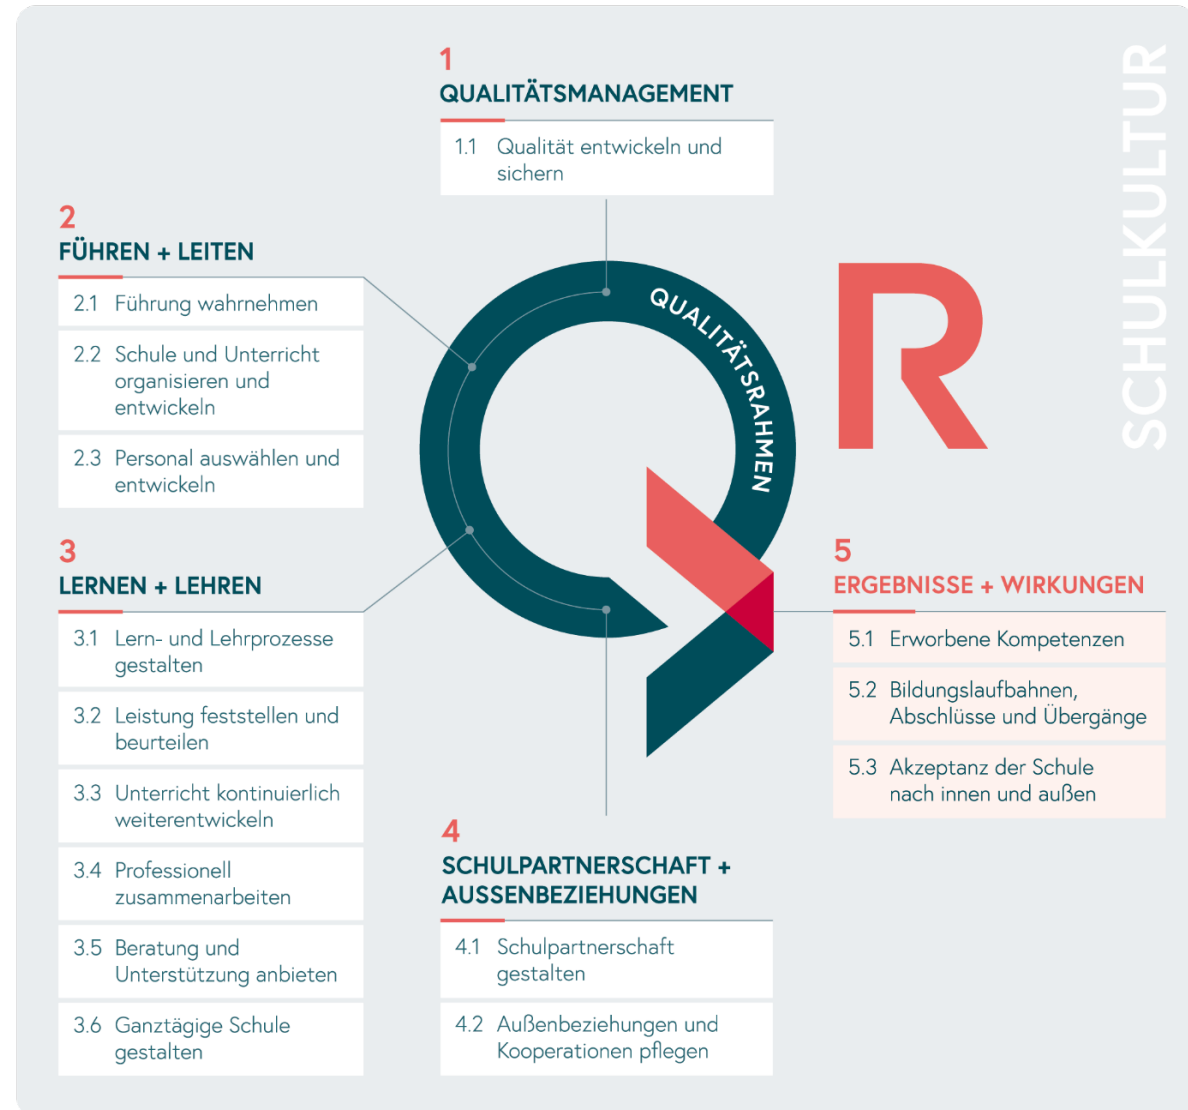 1
QUALITÄTSMANAGEMENT
1.1 Qualität entwickeln und
sichern
2
FÜHREN + LEITEN
2.1 Führung wahrnehmen
2.2 Schule und Unterricht
organisieren und
entwickeln
2.3 Personal auswählen und
entwickeln
3
LERNEN + LEHREN
3.1 Lern- und Lehrprozesse
gestalten
3.2 Leistung feststellen und
beurteilen
3.3 Unterricht kontinuierlich
weiterentwickeln
3.4 Professionell
zusammenarbeiten
3.5 Beratung und
Unterstützung anbieten
3.6 Ganztägige Schule
gestalten
QUALITÄTSRAHMEN
R
SCHULKULTUR
4
SCHULPARTNERSCHAFT +
AUSSENBEZIEHUNGEN
4.1 Schulpartnerschaft
gestalten
4.2 Außenbeziehungen und
Kooperationen pflegen
5
ERGEBNISSE + WIRKUNGEN
5.1 Erworbene Kompetenzen
5.2 Bildungslaufbahnen,
Abschlüsse und Übergänge
5.3 Akzeptanz der Schule
nach innen und außen